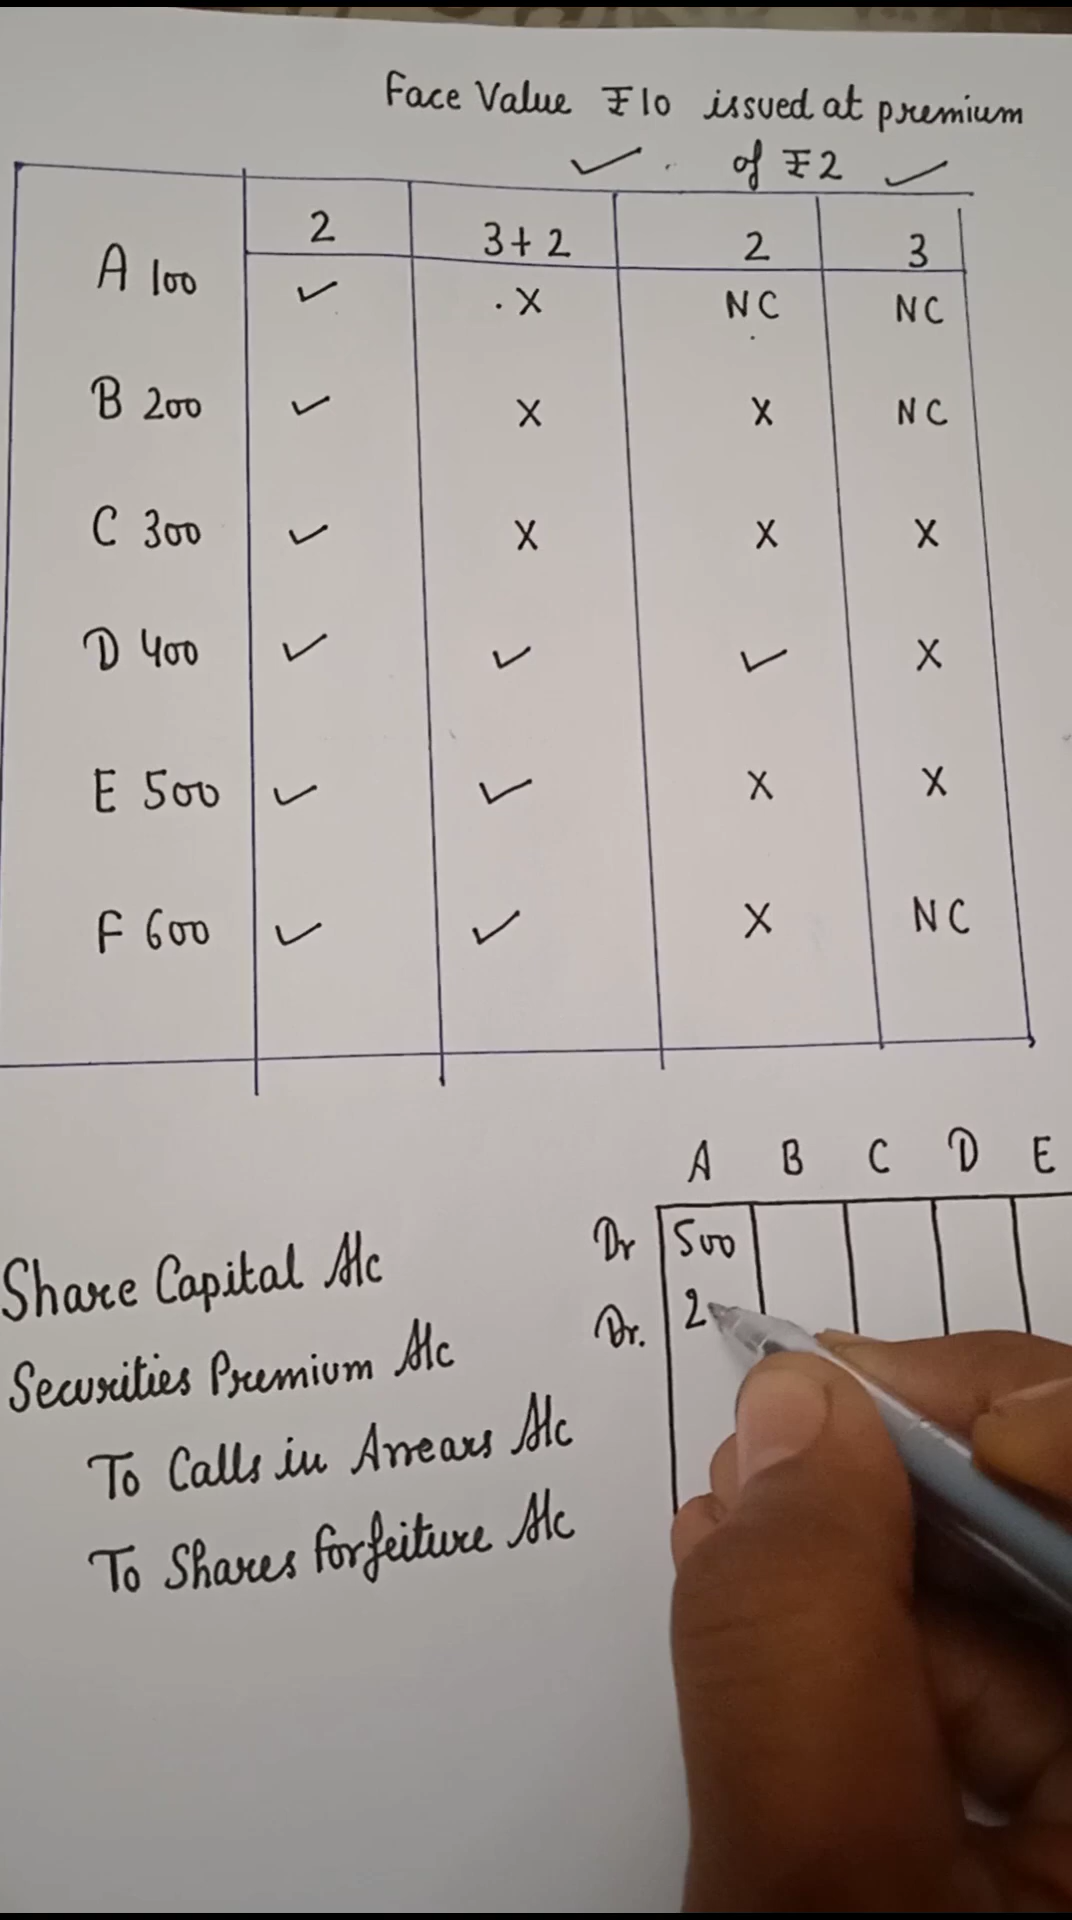 Face Value ₹10 issued at premium
✓ of ₹2 ✓
2 3+2 2 3
A 100 ✓ X NC NC
B 200 ✓ X X NC
C 300 ✓ X X X
D 400 ✓ ✓ ✓ X
E 500 ✓ ✓ X X
F 600 ✓ ✓ X NC
A B C D E
Share Capital A/c Dr 500
Securities Premium A/c Dr. 2
To Calls in Arrears A/c
To Shares Forfeiture A/c